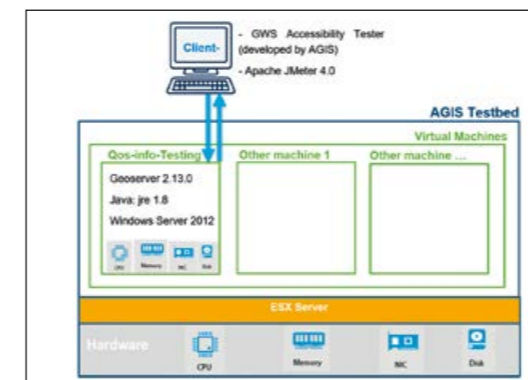 Client-
- GWS Accessibility Tester
(developed by AGIS)
- Apache JMeter 4.0
AGIS Testbed
Virtual Machines
Qos-info-Testing
Other machine 1
Other machine ...
Geoserver 2.13.0
Java: jre 1.8
Windows Server 2012
CPU
Memory
NIC
Disk
ESX Server
Hardware
CPU
Memory
NIC
Disk